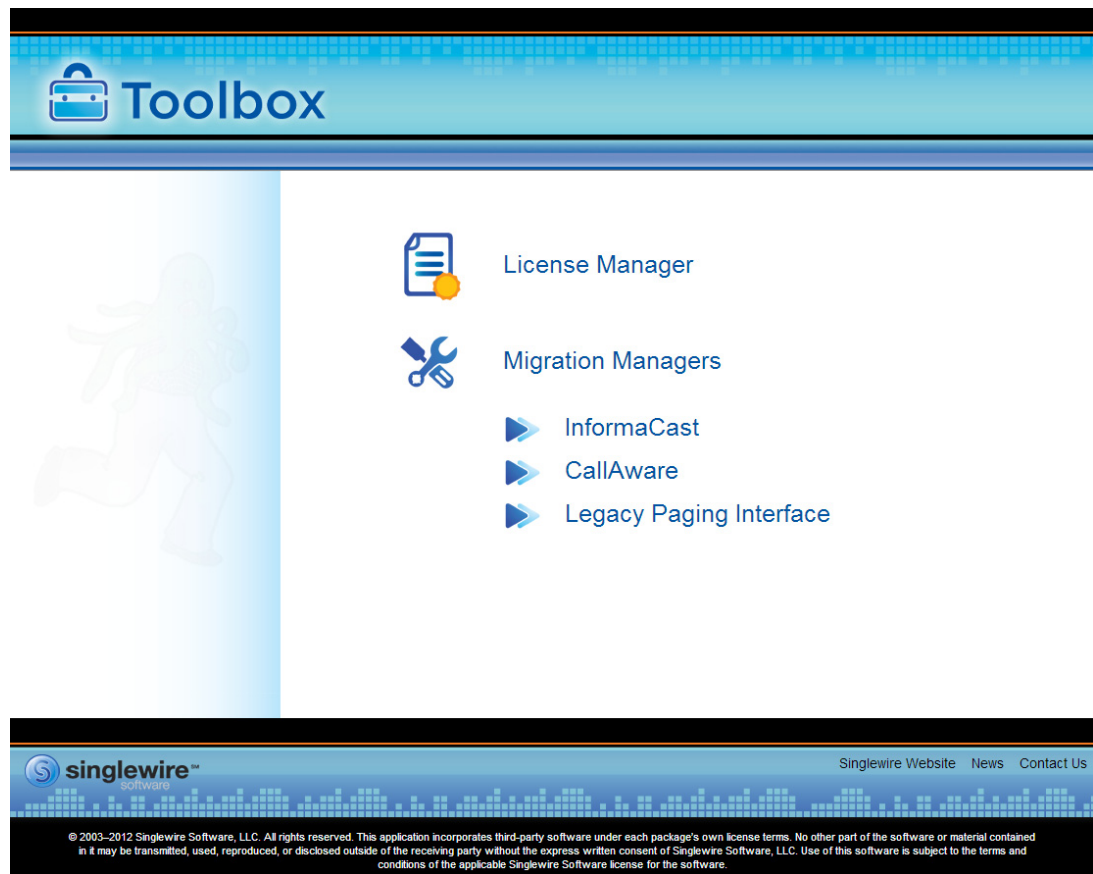 Toolbox
License Manager
Migration Managers
InformaCast
CallAware
Legacy Paging Interface
singlewire℠
software
Singlewire Website News Contact Us
© 2003–2012 Singlewire Software, LLC. All rights reserved. This application incorporates third-party software under each package's own license terms. No other part of the software or material contained
in it may be transmitted, used, reproduced, or disclosed outside of the receiving party without the express written consent of Singlewire Software, LLC. Use of this software is subject to the terms and
conditions of the applicable Singlewire Software license for the software.